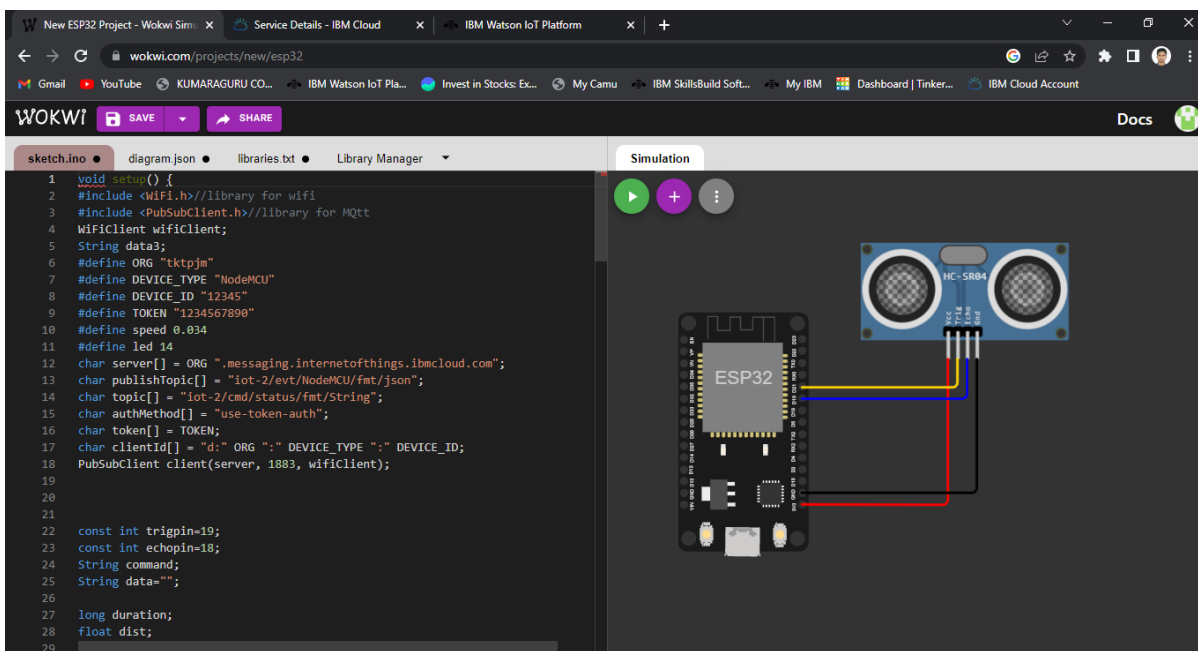 New ESP32 Project - Wokwi Simu
Service Details - IBM Cloud
IBM Watson IoT Platform
wokwi.com/projects/new/esp32
Gmail YouTube KUMARAGURU CO... IBM Watson IoT Pla... Invest in Stocks: Ex... My Camu IBM SkillsBuild Soft... My IBM Dashboard | Tinker... IBM Cloud Account
WOKWI SAVE SHARE Docs
sketch.ino diagram.json libraries.txt Library Manager Simulation
1 void setup() {
2 #include <WiFi.h>//library for wifi
3 #include <PubSubClient.h>//library for MQtt
4 WiFiClient wifiClient;
5 String data3;
6 #define ORG "tktpjm"
7 #define DEVICE_TYPE "NodeMCU"
8 #define DEVICE_ID "12345"
9 #define TOKEN "1234567890"
10 #define speed 0.034
11 #define led 14
12 char server[] = ORG ".messaging.internetofthings.ibmcloud.com";
13 char publishTopic[] = "iot-2/evt/NodeMCU/fmt/json";
14 char topic[] = "iot-2/cmd/status/fmt/String";
15 char authMethod[] = "use-token-auth";
16 char token[] = TOKEN;
17 char clientId[] = "d:" ORG ":" DEVICE_TYPE ":" DEVICE_ID;
18 PubSubClient client(server, 1883, wifiClient);
19
20
21
22 const int trigpin=19;
23 const int echopin=18;
24 String command;
25 String data="";
26
27 long duration;
28 float dist;
29
HC-SR04
Vcc
Trig
Echo
Gnd
ESP32